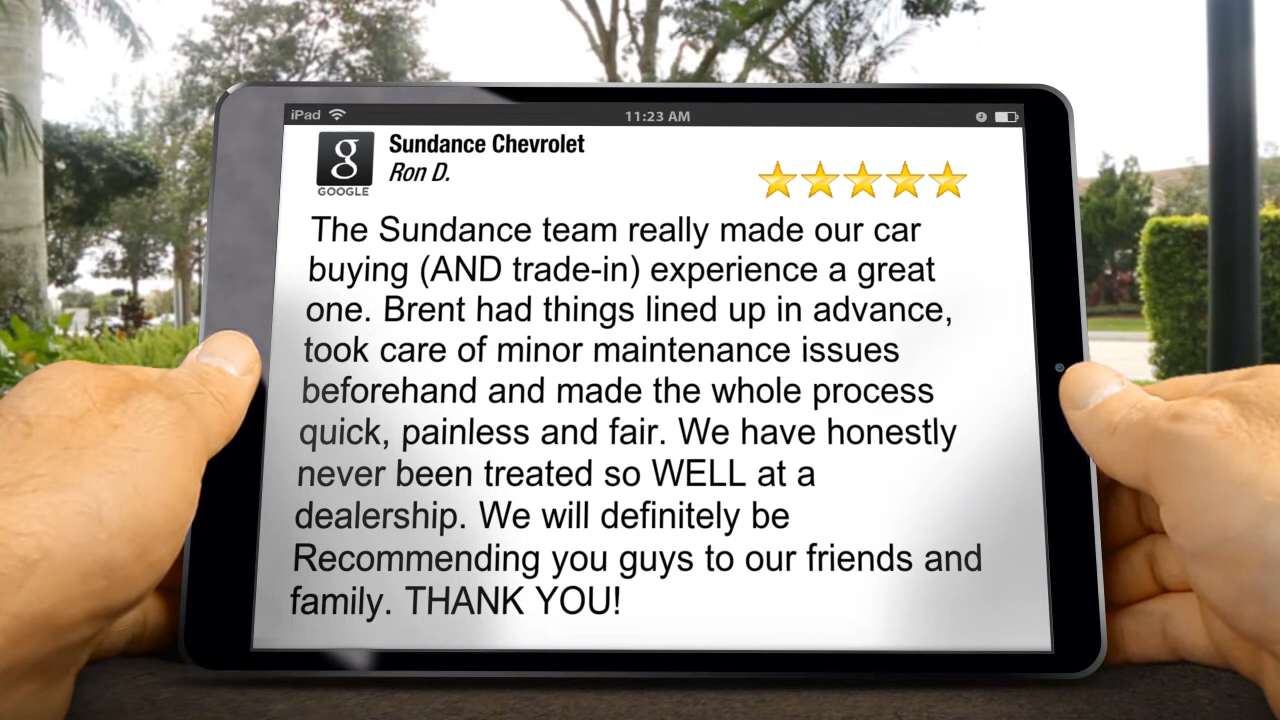 iPad 11:23 AM
g
GOOGLE
Sundance Chevrolet
Ron D.
The Sundance team really made our car
buying (AND trade-in) experience a great
one. Brent had things lined up in advance,
took care of minor maintenance issues
beforehand and made the whole process
quick, painless and fair. We have honestly
never been treated so WELL at a
dealership. We will definitely be
Recommending you guys to our friends and
family. THANK YOU!